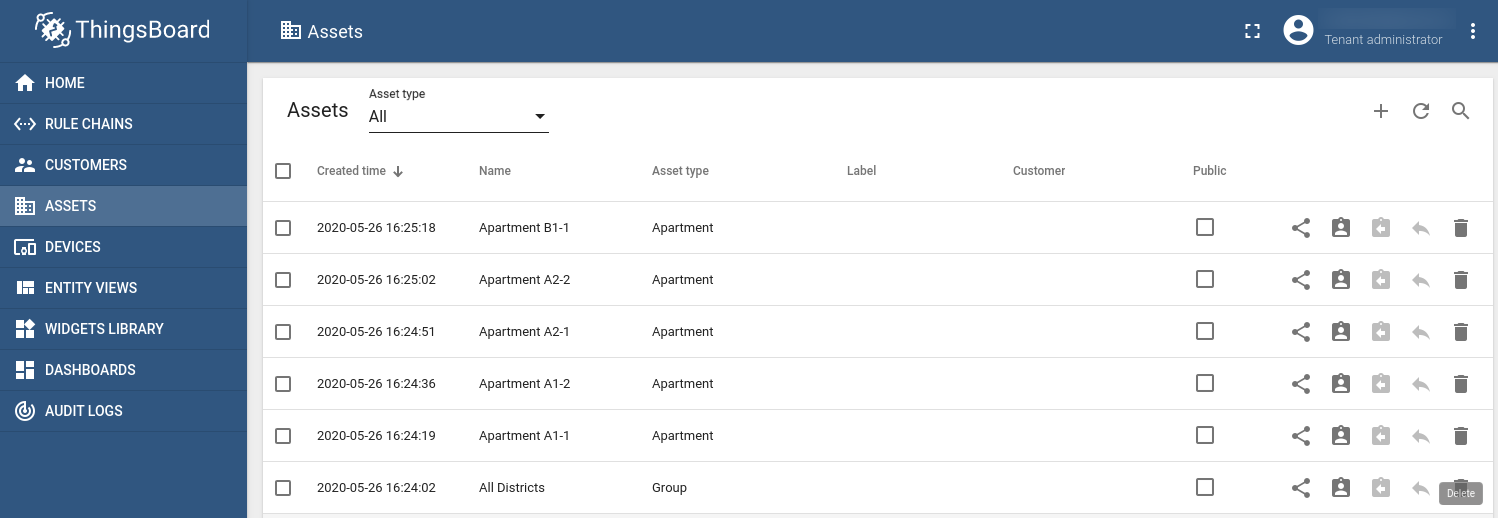 ThingsBoard
Assets
Tenant administrator
HOME
RULE CHAINS
CUSTOMERS
ASSETS
DEVICES
ENTITY VIEWS
WIDGETS LIBRARY
DASHBOARDS
AUDIT LOGS
Assets
Asset type
All
Created time Name Asset type Label Customer Public
2020-05-26 16:25:18 Apartment B1-1 Apartment
2020-05-26 16:25:02 Apartment A2-2 Apartment
2020-05-26 16:24:51 Apartment A2-1 Apartment
2020-05-26 16:24:36 Apartment A1-2 Apartment
2020-05-26 16:24:19 Apartment A1-1 Apartment
2020-05-26 16:24:02 All Districts Group
Delete